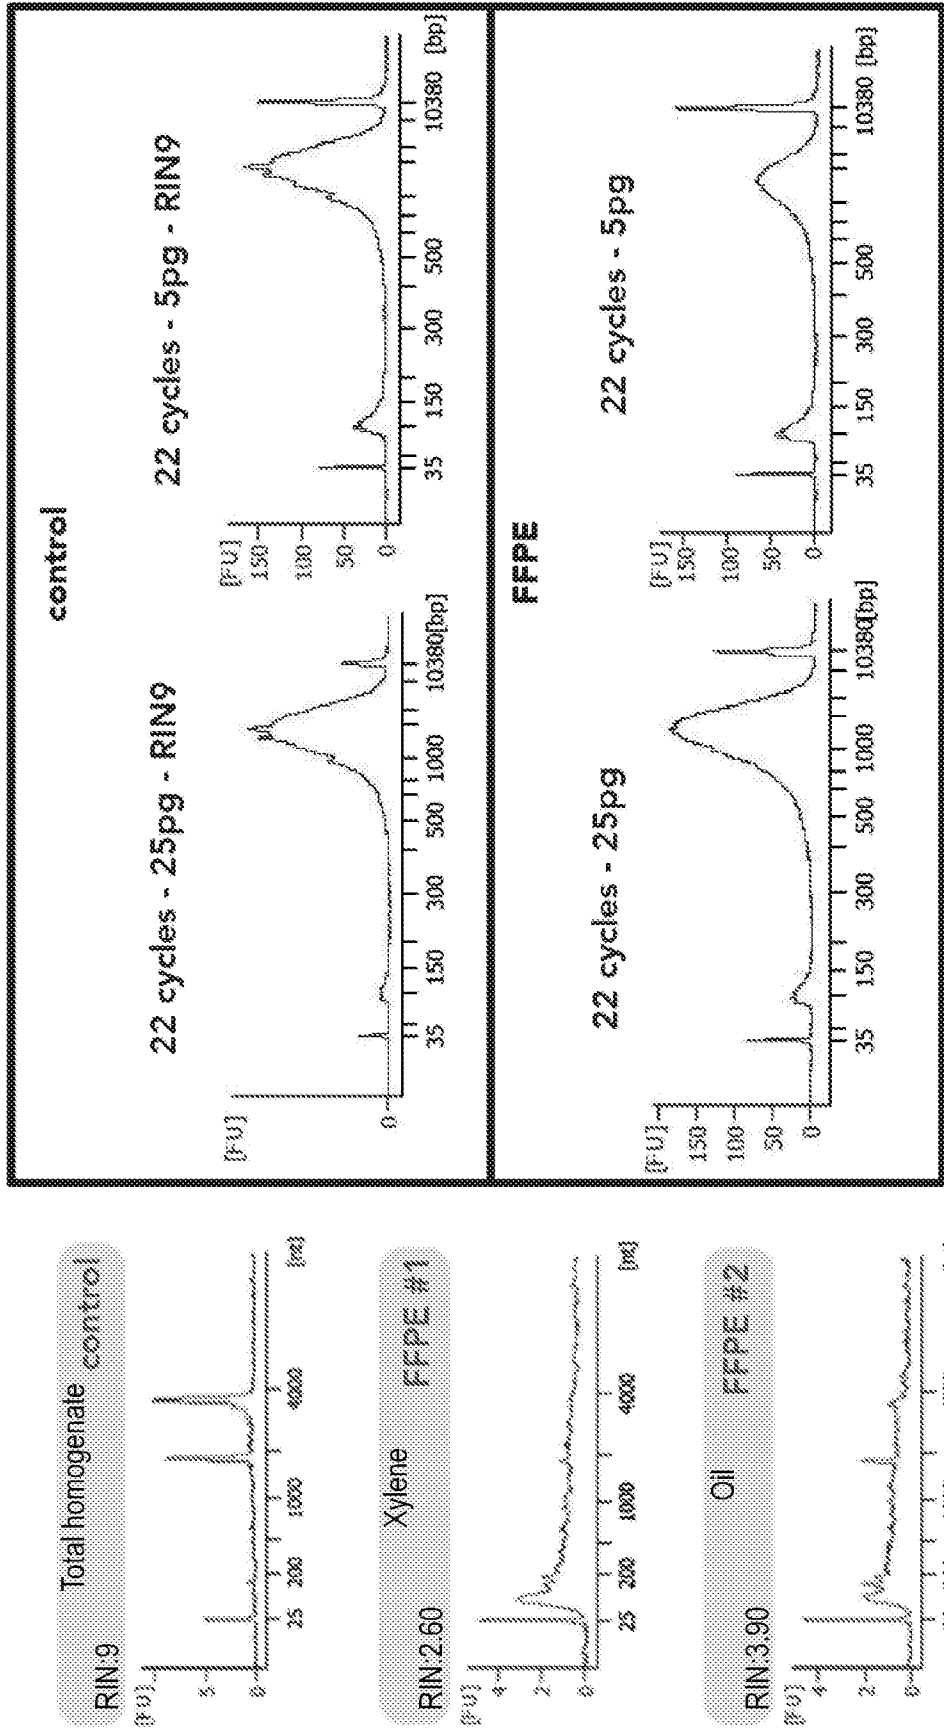 Total homogenate
RIN:9 control
[FU]
5
0
25 200 1000 4000 [nt]
Xylene
RIN:2.60 FFPE #1
[FU]
4
2
0
25 200 1000 4000 [nt]
Oil
RIN:3.90 FFPE #2
[FU]
4
2
0
control
22 cycles - 25pg - RIN9
[FU]
0
35 150 300 500 1000 10380[bp]
22 cycles - 5pg - RIN9
[FU]
150
100
50
0
35 150 300 500 10380 [bp]
FFPE
22 cycles - 25pg
[FU]
150
100
50
0
35 150 300 500 1000 10380[bp]
22 cycles - 5pg
[FU]
150
100
50
0
35 150 300 500 10380 [bp]